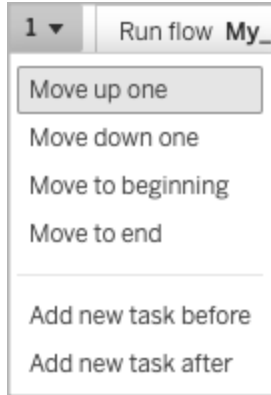 1 Run flow My_
Move up one
Move down one
Move to beginning
Move to end
Add new task before
Add new task after